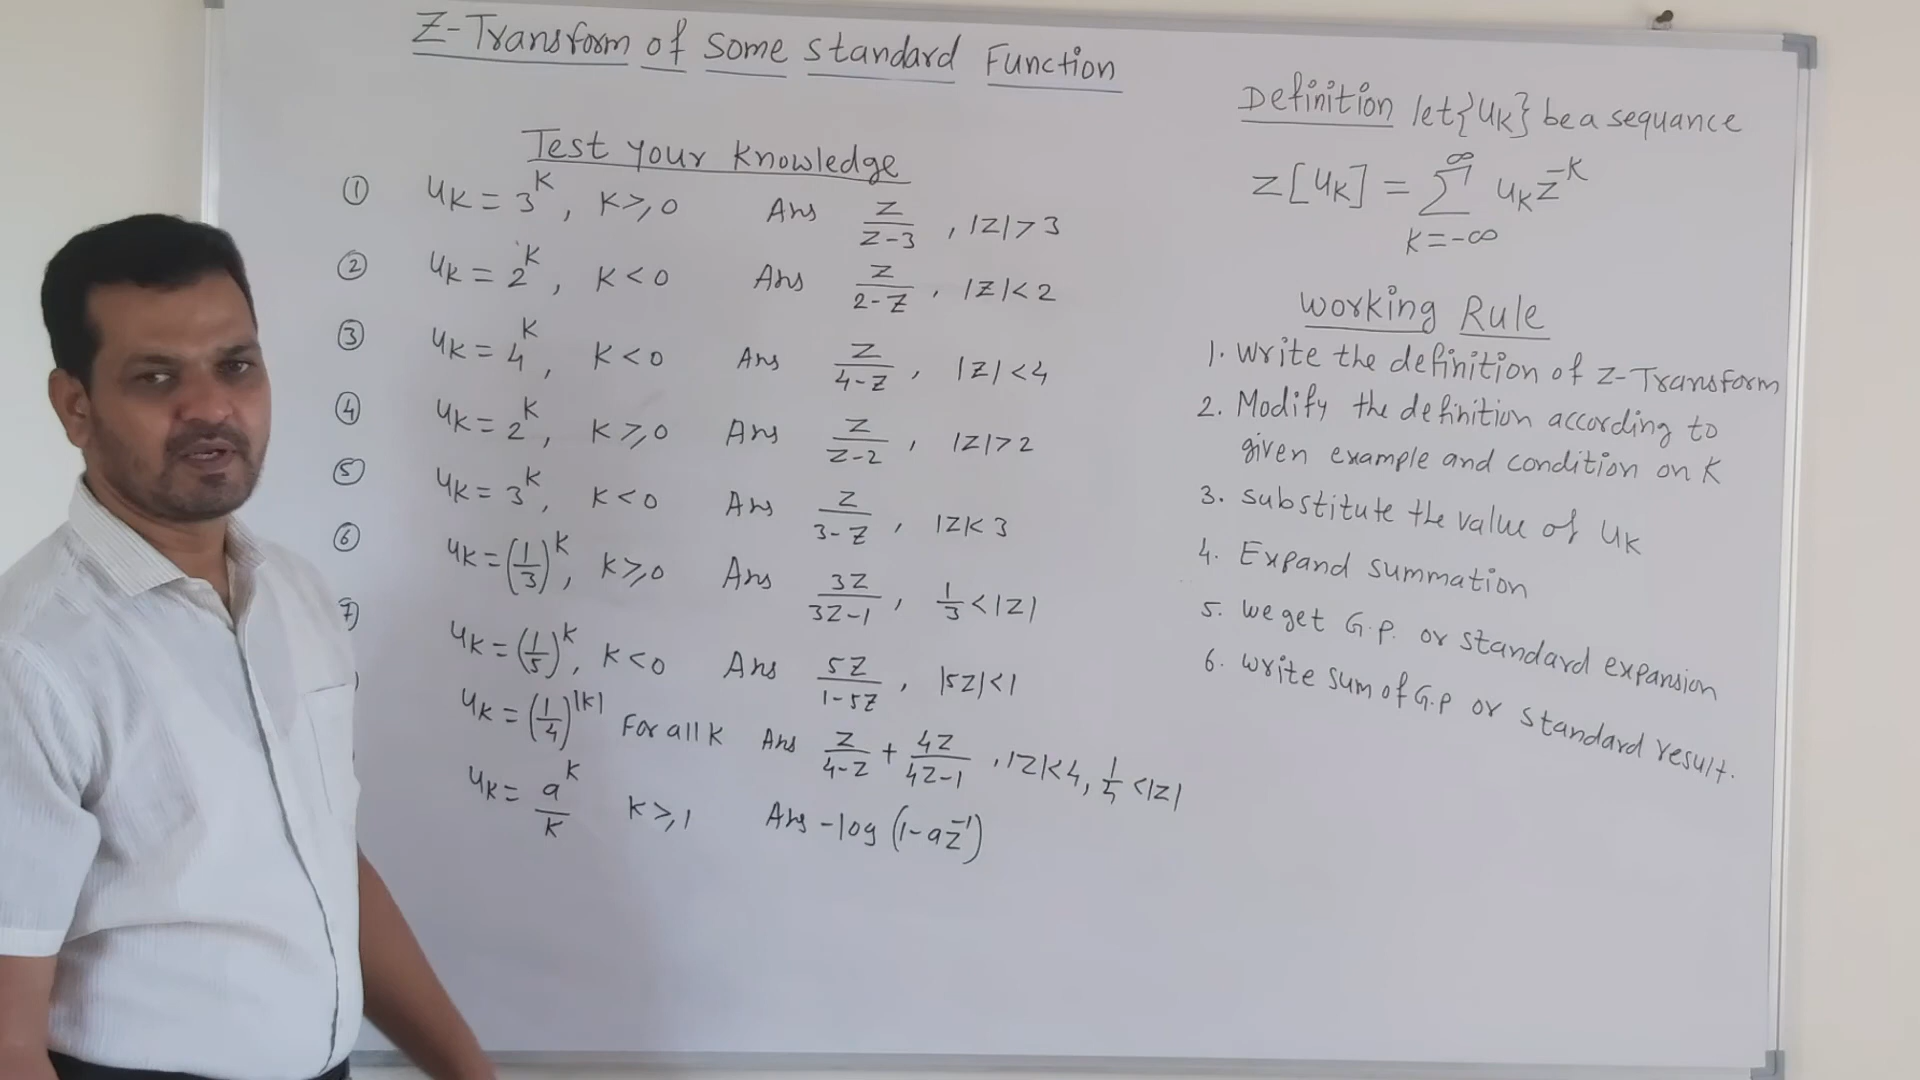 Z-Transform of Some standard Function
Test your knowledge
① uK = 3^K, K≥0 Ans z/(z-3), |z|>3
② uK = 2^K, K<0 Ans z/(2-z), |z|<2
③ uK = 4^K, K<0 Ans z/(4-z), |z|<4
④ uK = 2^K, K≥0 Ans z/(z-2), |z|>2
⑤ uK = 3^K, K<0 Ans z/(3-z), |z|<3
⑥ uK = (1/3)^K, K≥0 Ans 3z/(3z-1), 1/3<|z|
7 uK = (1/5)^K, K<0 Ans 5z/(1-5z), |5z|<1
uK = (1/4)^|K| For all K Ans z/(4-z) + 4z/(4z-1), |z|<4, 1/4<|z|
uK = a^K/K K≥1 Ans -log(1-az^-1)
Definition let {uK} be a sequance
z[uK] = ∑_{K=-∞}^{∞} uK z^-K
Working Rule
1. Write the definition of z-Transform
2. Modify the definition according to
given example and condition on K
3. substitute the value of uK
4. Expand summation
5. we get G.P. or standard expansion
6. write sum of G.P or standard result.